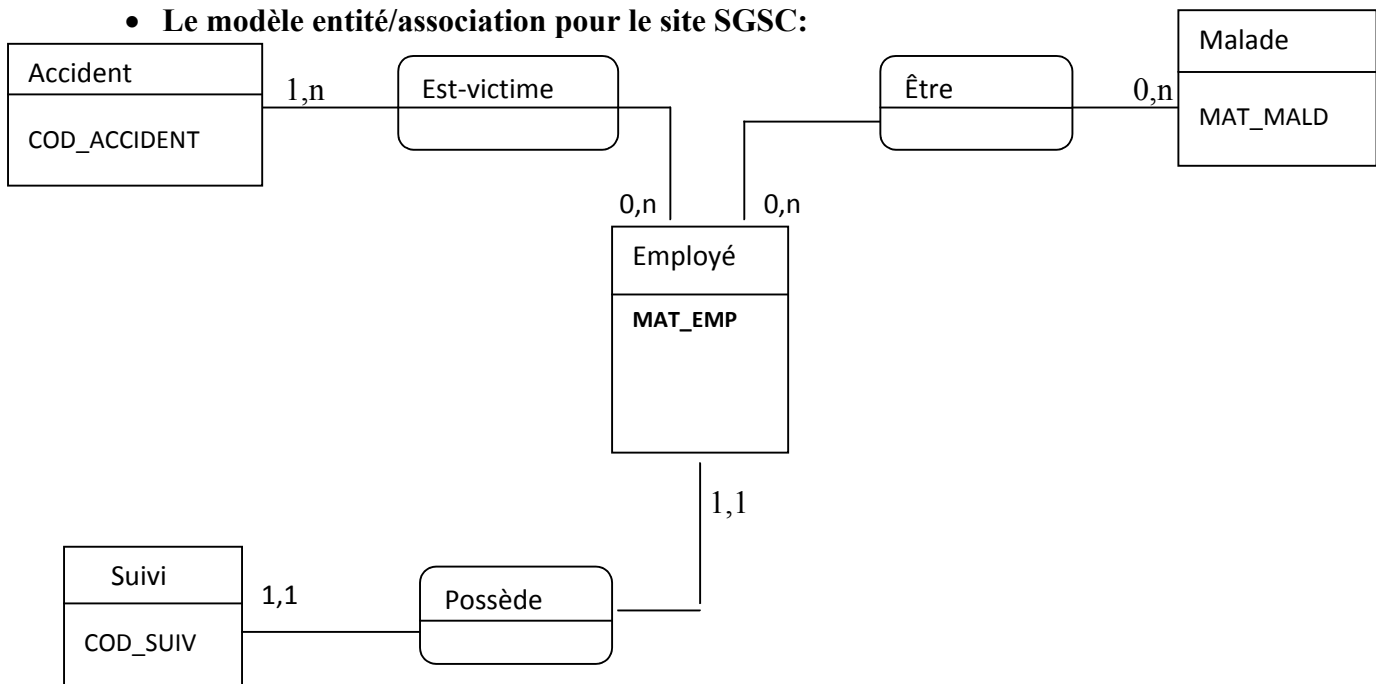 • Le modèle entité/association pour le site SGSC:
Accident
COD_ACCIDENT
1,n
Est-victime
Être
0,n
Malade
MAT_MALD
0,n
0,n
Employé
MAT_EMP
1,1
Suivi
COD_SUIV
1,1
Possède